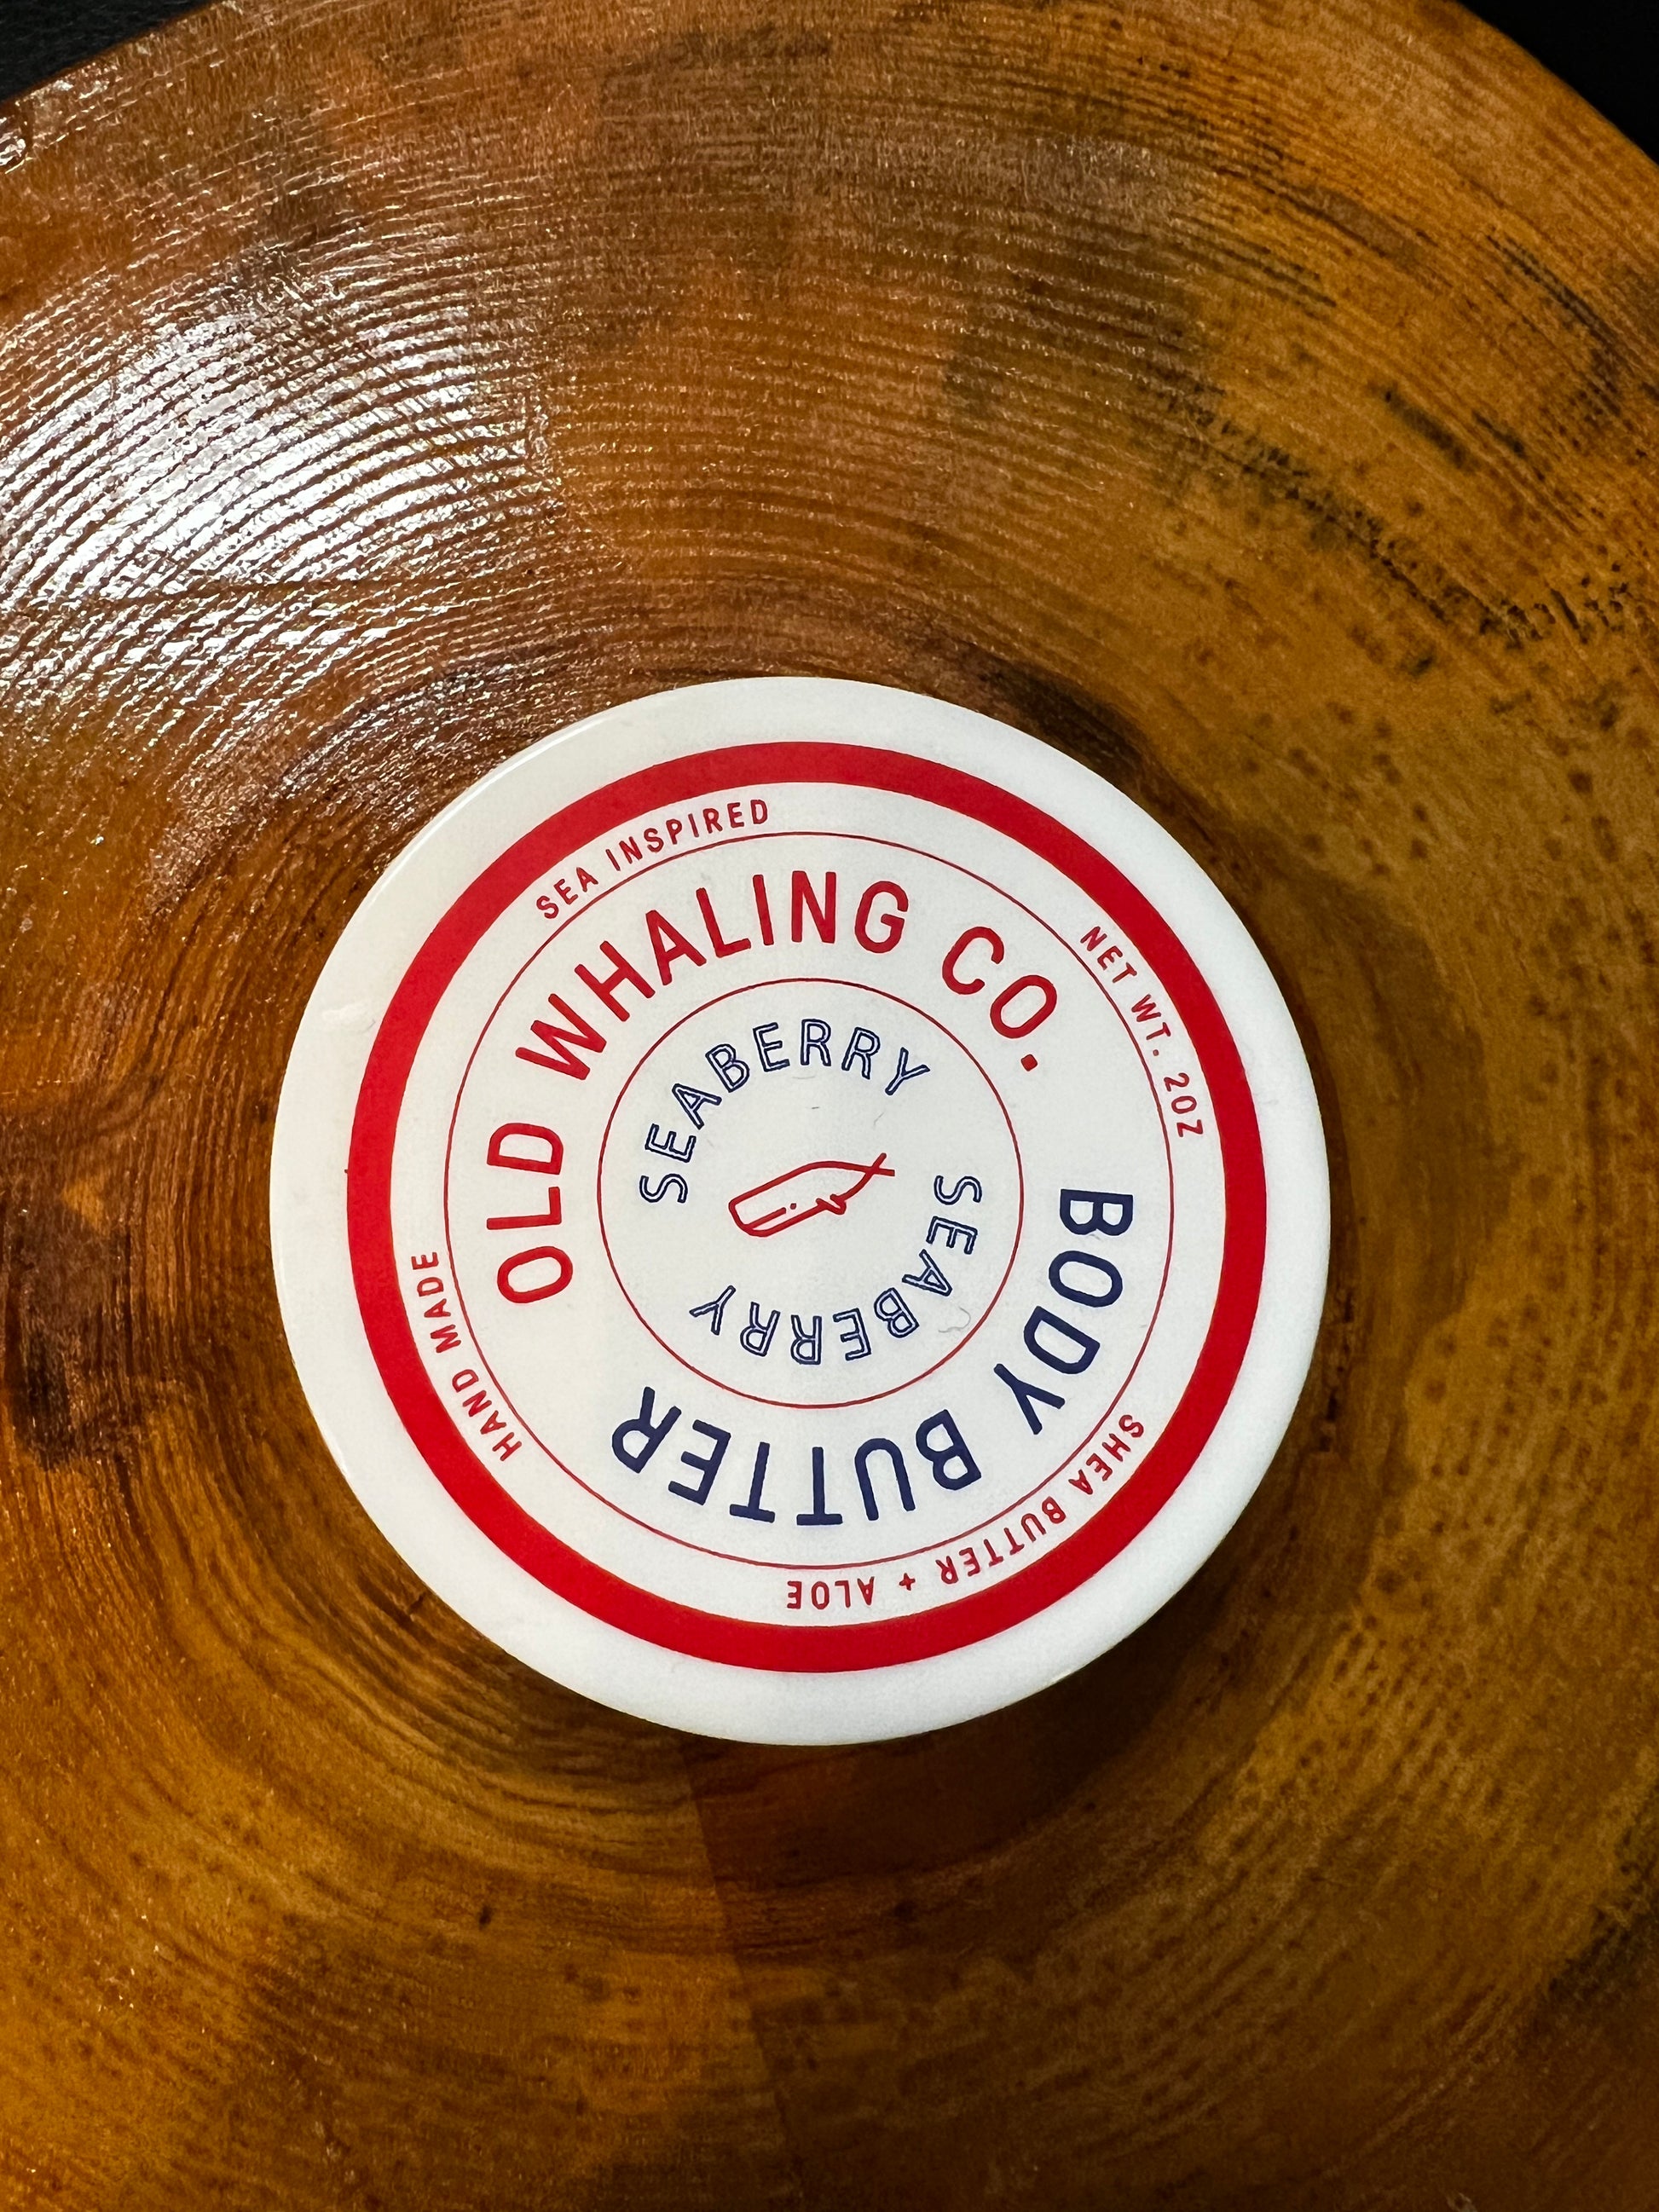 HAND MADE
SEA INSPIRED
NET WT. 2OZ
SHEA BUTTER + ALOE
OLD WHALING CO.
BODY BUTTER
SEABERRY
SEABERRY